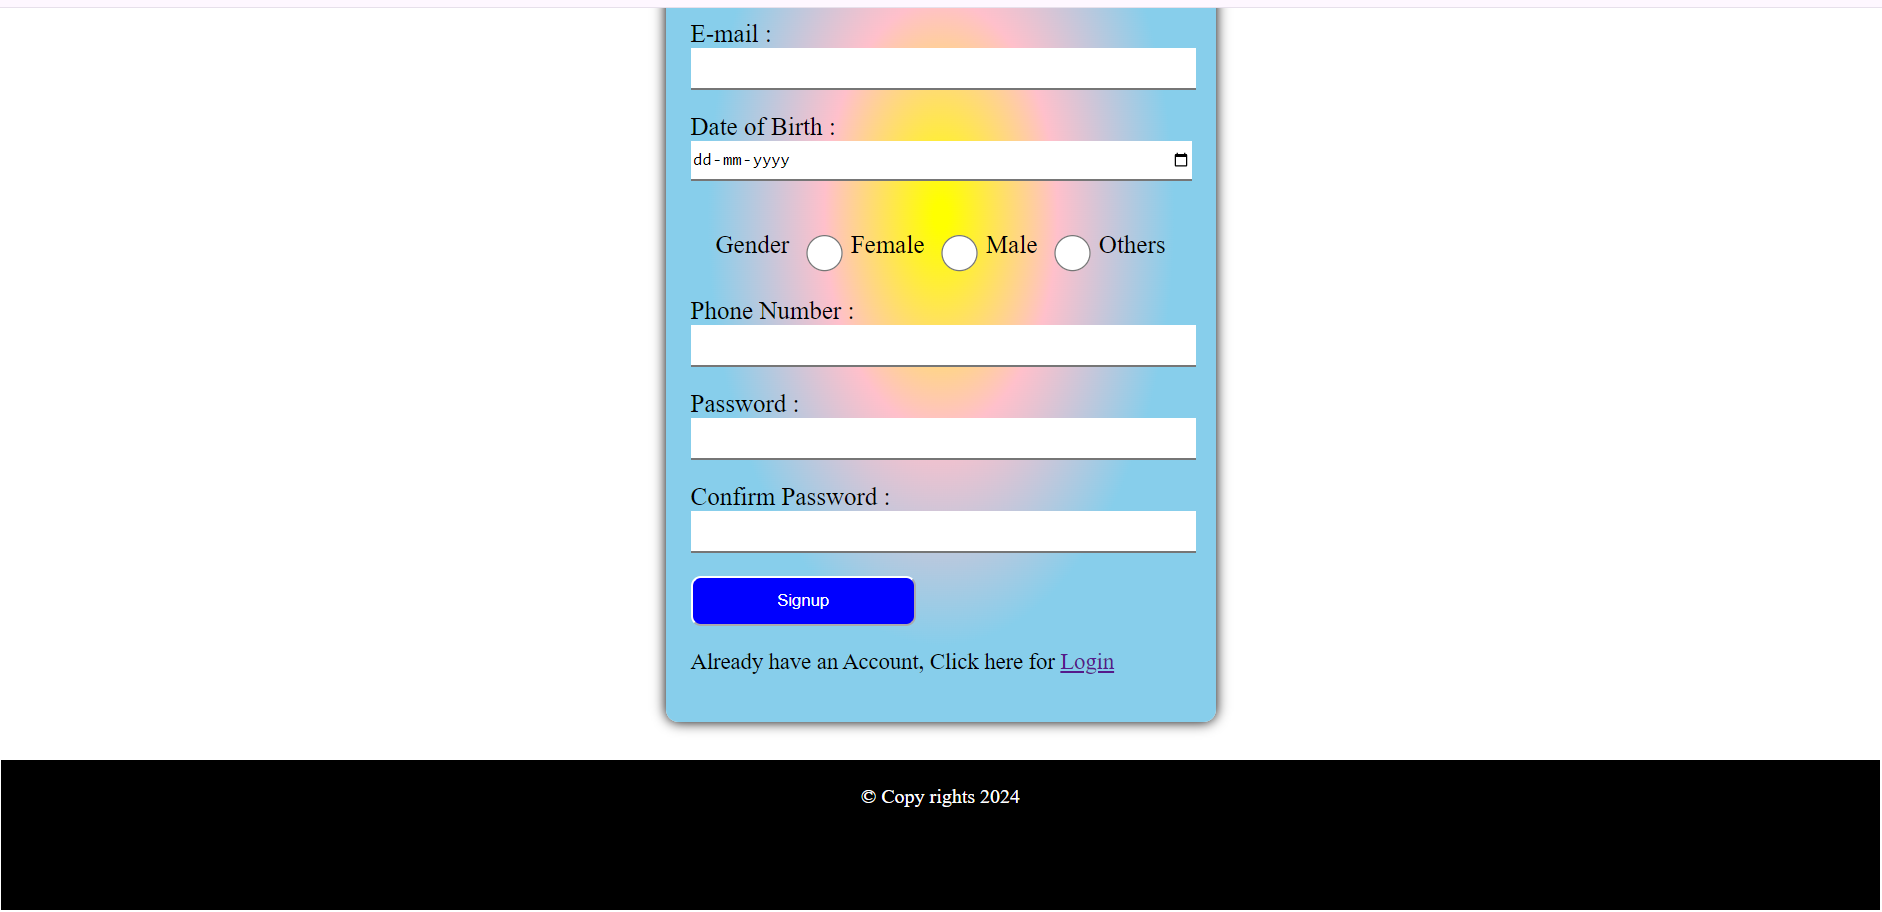 E-mail :
Date of Birth :
dd-mm-yyyy
Gender Female Male Others
Phone Number :
Password :
Confirm Password :
Signup
Already have an Account, Click here for Login
© Copy rights 2024